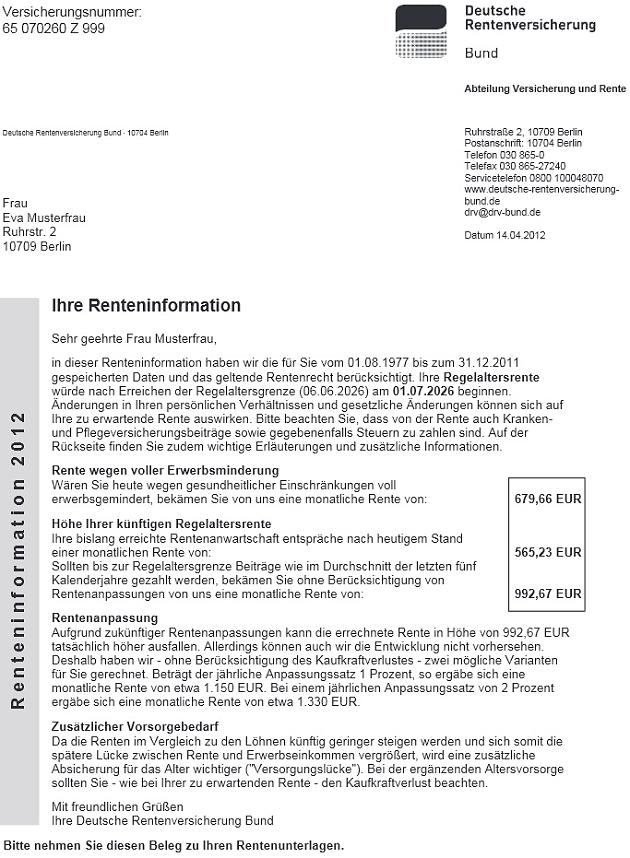 Versicherungsnummer:
65 070260 Z 999
Deutsche
Rentenversicherung
Bund
Abteilung Versicherung und Rente
Deutsche Rentenversicherung Bund · 10704 Berlin
Ruhrstraße 2, 10709 Berlin
Postanschrift: 10704 Berlin
Telefon 030 865-0
Telefax 030 865-27240
Servicetelefon 0800 100048070
www.deutsche-rentenversicherung-
bund.de
drv@drv-bund.de
Datum 14.04.2012
Frau
Eva Musterfrau
Ruhrstr. 2
10709 Berlin
Renteninformation 2012
Ihre Renteninformation
Sehr geehrte Frau Musterfrau,
in dieser Renteninformation haben wir die für Sie vom 01.08.1977 bis zum 31.12.2011
gespeicherten Daten und das geltende Rentenrecht berücksichtigt. Ihre Regelaltersrente
würde nach Erreichen der Regelaltersgrenze (06.06.2026) am 01.07.2026 beginnen.
Änderungen in Ihren persönlichen Verhältnissen und gesetzliche Änderungen können sich auf
Ihre zu erwartende Rente auswirken. Bitte beachten Sie, dass von der Rente auch Kranken-
und Pflegeversicherungsbeiträge sowie gegebenenfalls Steuern zu zahlen sind. Auf der
Rückseite finden Sie zudem wichtige Erläuterungen und zusätzliche Informationen.
Rente wegen voller Erwerbsminderung
Wären Sie heute wegen gesundheitlicher Einschränkungen voll
erwerbsgemindert, bekämen Sie von uns eine monatliche Rente von: 679,66 EUR
Höhe Ihrer künftigen Regelaltersrente
Ihre bislang erreichte Rentenanwartschaft entspräche nach heutigem Stand
einer monatlichen Rente von: 565,23 EUR
Sollten bis zur Regelaltersgrenze Beiträge wie im Durchschnitt der letzten fünf
Kalenderjahre gezahlt werden, bekämen Sie ohne Berücksichtigung von
Rentenanpassungen von uns eine monatliche Rente von: 992,67 EUR
Rentenanpassung
Aufgrund zukünftiger Rentenanpassungen kann die errechnete Rente in Höhe von 992,67 EUR
tatsächlich höher ausfallen. Allerdings können auch wir die Entwicklung nicht vorhersehen.
Deshalb haben wir - ohne Berücksichtigung des Kaufkraftverlustes - zwei mögliche Varianten
für Sie gerechnet. Beträgt der jährliche Anpassungssatz 1 Prozent, so ergäbe sich eine
monatliche Rente von etwa 1.150 EUR. Bei einem jährlichen Anpassungssatz von 2 Prozent
ergäbe sich eine monatliche Rente von etwa 1.330 EUR.
Zusätzlicher Vorsorgebedarf
Da die Renten im Vergleich zu den Löhnen künftig geringer steigen werden und sich somit die
spätere Lücke zwischen Rente und Erwerbseinkommen vergrößert, wird eine zusätzliche
Absicherung für das Alter wichtiger ("Versorgungslücke"). Bei der ergänzenden Altersvorsorge
sollten Sie - wie bei Ihrer zu erwartenden Rente - den Kaufkraftverlust beachten.
Mit freundlichen Grüßen
Ihre Deutsche Rentenversicherung Bund
Bitte nehmen Sie diesen Beleg zu Ihren Rentenunterlagen.